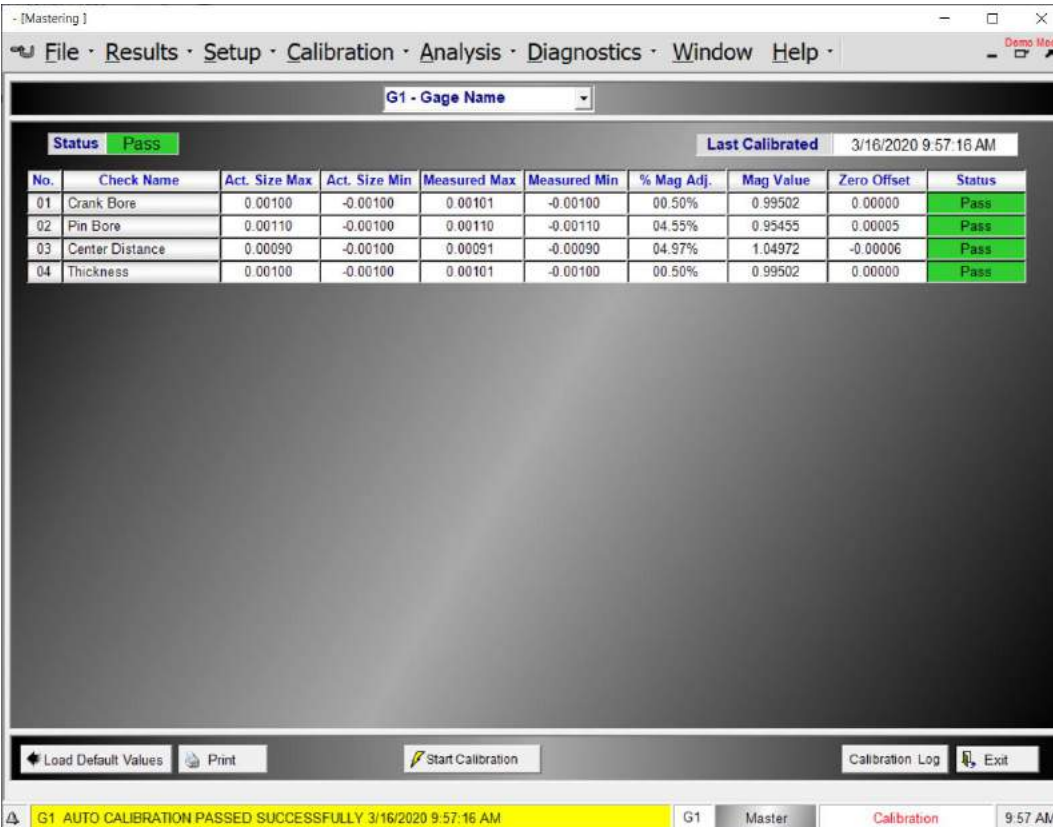 - [Mastering ]
File · Results · Setup · Calibration · Analysis · Diagnostics · Window Help ·
G1 - Gage Name
Status Pass Last Calibrated 3/16/2020 9:57:16 AM
No. Check Name Act. Size Max Act. Size Min Measured Max Measured Min % Mag Adj. Mag Value Zero Offset Status
01 Crank Bore 0.00100 -0.00100 0.00101 -0.00100 00.50% 0.99502 0.00000 Pass
02 Pin Bore 0.00110 -0.00100 0.00110 -0.00110 04.55% 0.95455 0.00005 Pass
03 Center Distance 0.00090 -0.00100 0.00091 -0.00090 04.97% 1.04972 -0.00006 Pass
04 Thickness 0.00100 -0.00100 0.00101 -0.00100 00.50% 0.99502 0.00000 Pass
Load Default Values Print Start Calibration Calibration Log Exit
G1 AUTO CALIBRATION PASSED SUCCESSFULLY 3/16/2020 9:57:16 AM G1 Master Calibration 9:57 AM